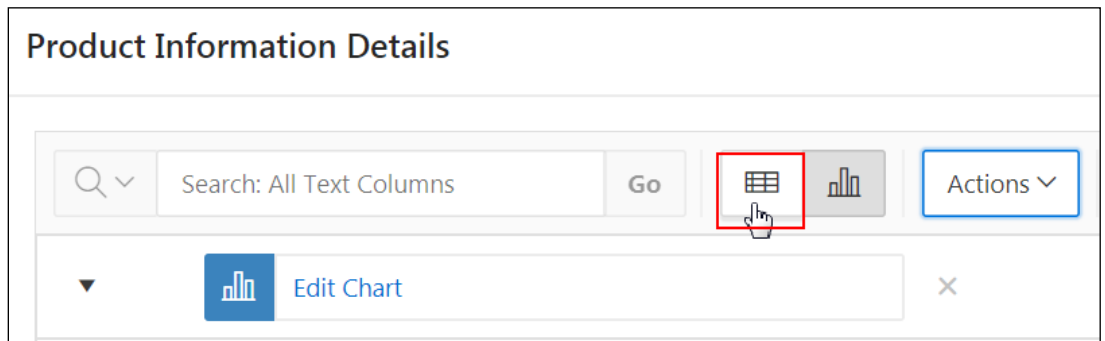 Product Information Details
Search: All Text Columns Go Actions
Edit Chart